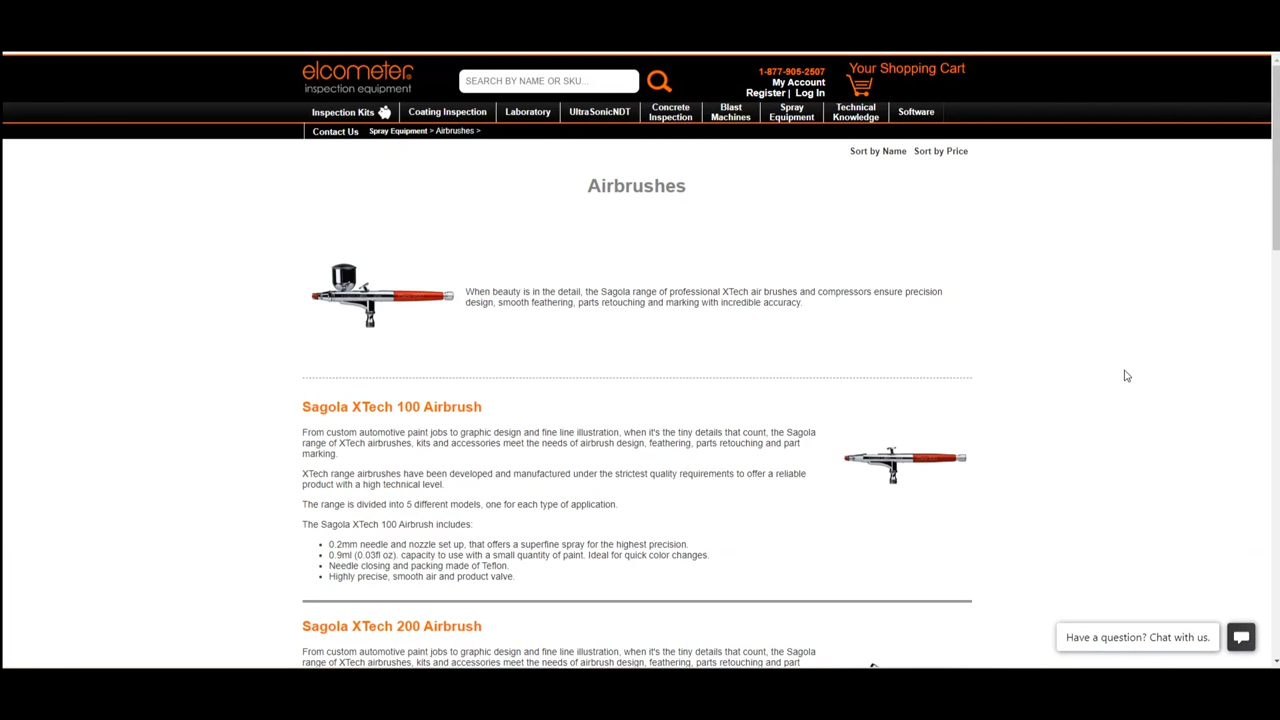 elcometer
inspection equipment
SEARCH BY NAME OR SKU...
1-877-905-2507
My Account
Register | Log In
Your Shopping Cart
Inspection Kits
Coating Inspection
Laboratory
UltraSonicNDT
Concrete
Inspection
Blast
Machines
Spray
Equipment
Technical
Knowledge
Software
Contact Us
Spray Equipment > Airbrushes >
Sort by Name Sort by Price
Airbrushes
When beauty is in the detail, the Sagola range of professional XTech air brushes and compressors ensure precision
design, smooth feathering, parts retouching and marking with incredible accuracy.
Sagola XTech 100 Airbrush
From custom automotive paint jobs to graphic design and fine line illustration, when it's the tiny details that count, the Sagola
range of XTech airbrushes, kits and accessories meet the needs of airbrush design, feathering, parts retouching and part
marking.
XTech range airbrushes have been developed and manufactured under the strictest quality requirements to offer a reliable
product with a high technical level.
The range is divided into 5 different models, one for each type of application.
The Sagola XTech 100 Airbrush includes:
• 0.2mm needle and nozzle set up, that offers a superfine spray for the highest precision.
• 0.9ml (0.03fl oz). capacity to use with a small quantity of paint. Ideal for quick color changes.
• Needle closing and packing made of Teflon.
• Highly precise, smooth air and product valve.
Sagola XTech 200 Airbrush
From custom automotive paint jobs to graphic design and fine line illustration, when it's the tiny details that count, the Sagola
range of XTech airbrushes, kits and accessories meet the needs of airbrush design, feathering, parts retouching and part
Have a question? Chat with us.